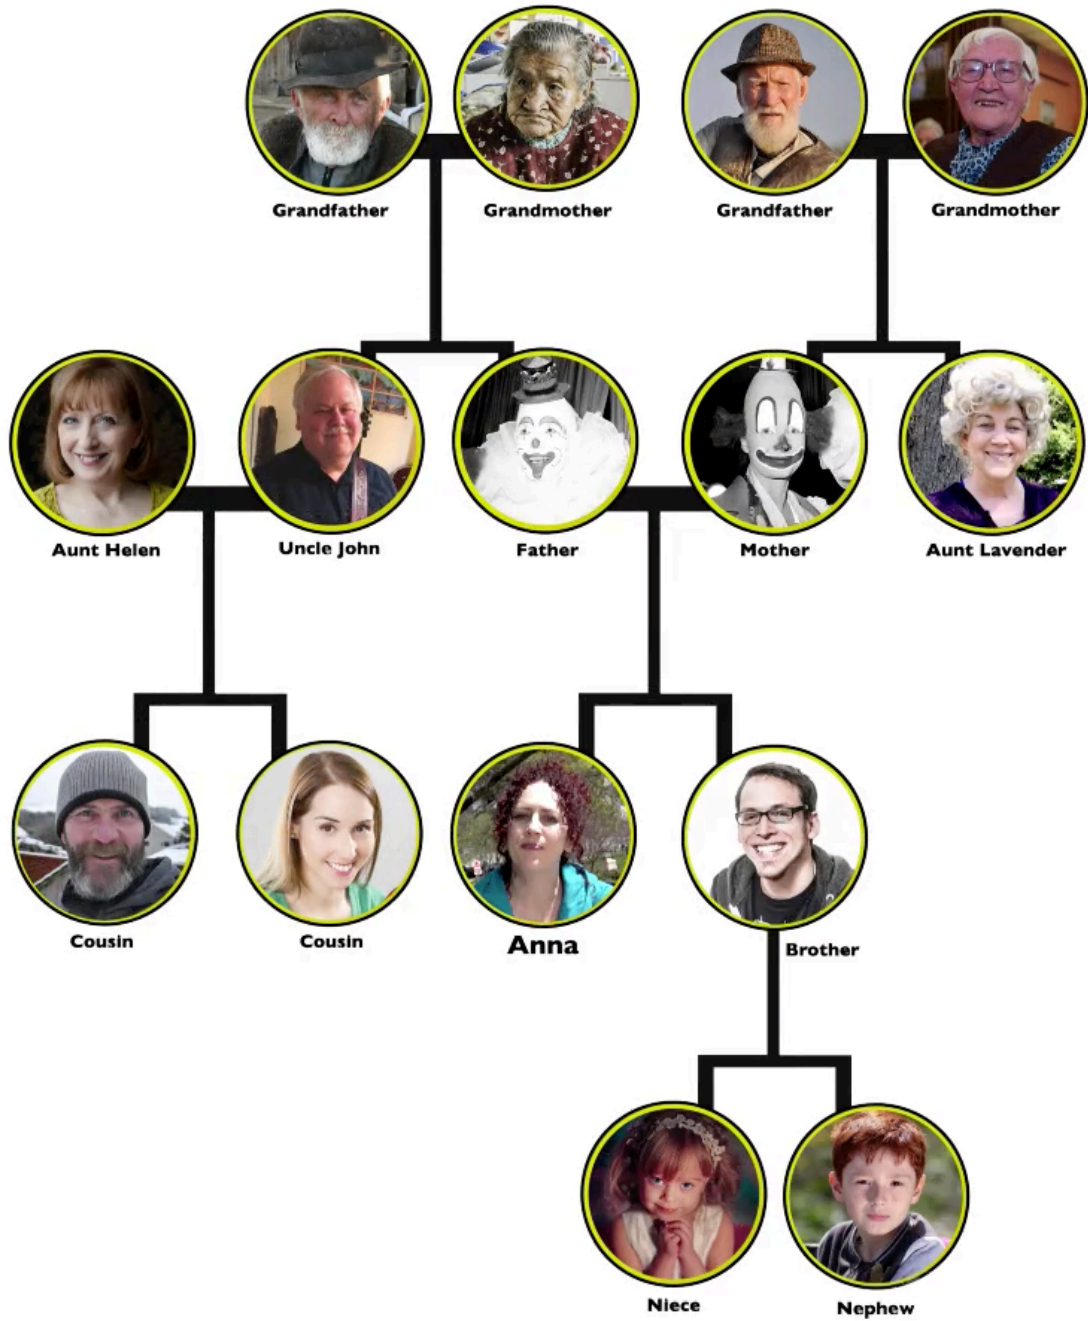 Grandfather
Grandmother
Grandfather
Grandmother
Aunt Helen
Uncle John
Father
Mother
Aunt Lavender
Cousin
Cousin
Anna
Brother
Niece
Nephew